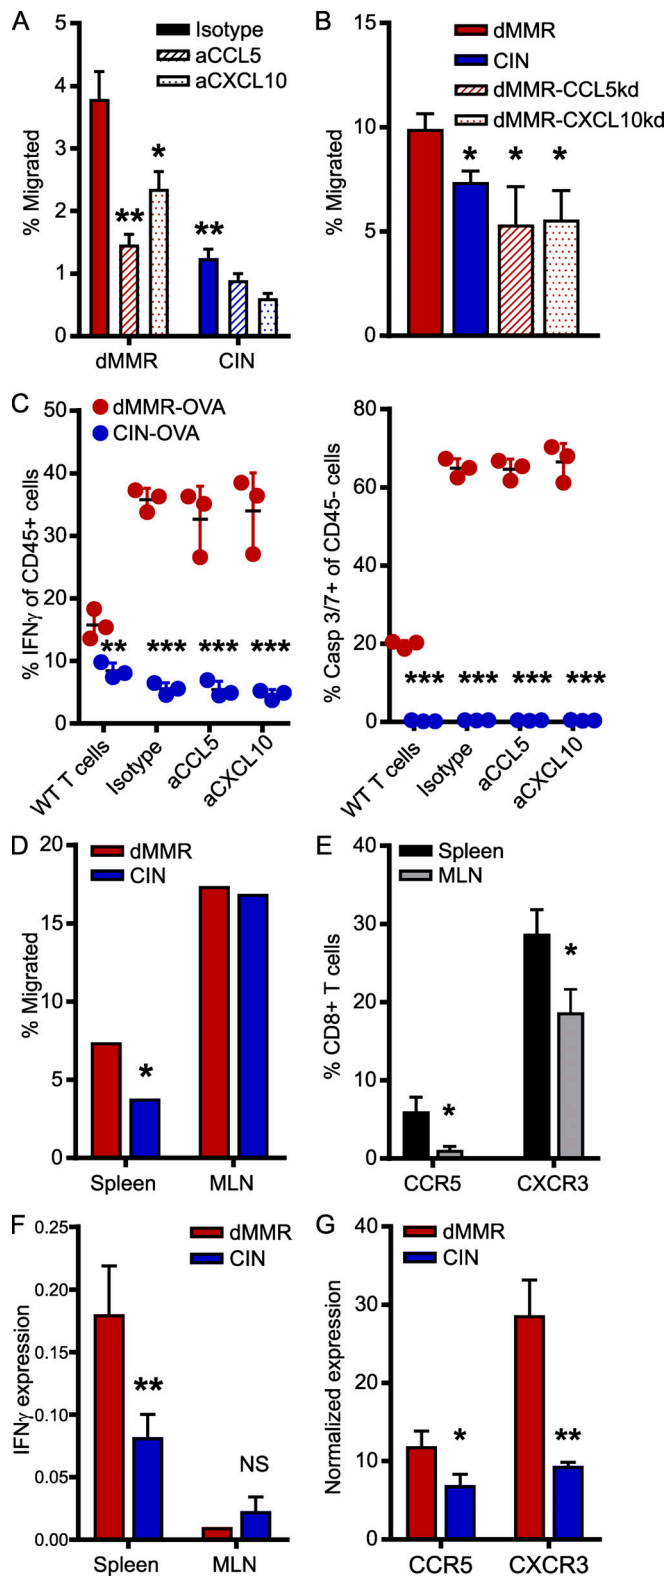 A
Isotype
aCCL5
aCXCL10
% Migrated
5
4
3
2
1
0
**
*
**
dMMR
CIN
B
dMMR
CIN
dMMR-CCL5kd
dMMR-CXCL10kd
% Migrated
15
10
5
0
*
*
*
C
dMMR-OVA
CIN-OVA
% IFNγ of CD45+ cells
50
40
30
20
10
0
**
***
***
***
WT T cells
Isotype
aCCL5
aCXCL10
% Casp 3/7+ of CD45- cells
80
60
40
20
0
***
***
***
***
WT T cells
Isotype
aCCL5
aCXCL10
D
dMMR
CIN
% Migrated
20
15
10
5
0
*
Spleen
MLN
E
Spleen
MLN
% CD8+ T cells
40
30
20
10
0
*
*
CCR5
CXCR3
F
dMMR
CIN
IFNγ expression
0.25
0.20
0.15
0.10
0.05
0.00
**
NS
Spleen
MLN
G
dMMR
CIN
Normalized expression
40
30
20
10
0
*
**
CCR5
CXCR3